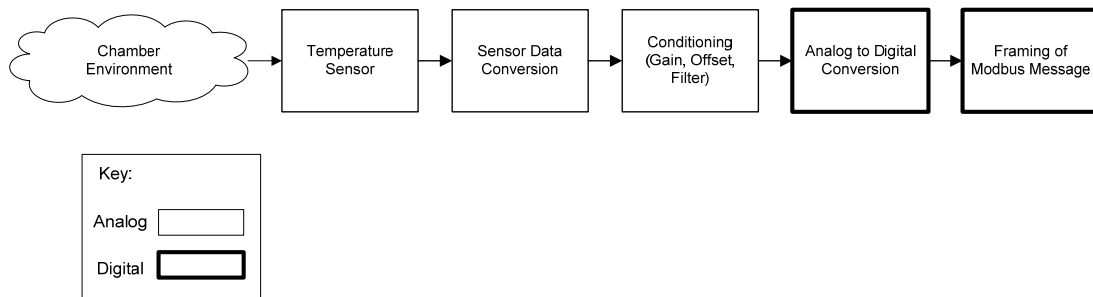 Chamber
Environment
Temperature
Sensor
Sensor Data
Conversion
Conditioning
(Gain, Offset,
Filter)
Analog to Digital
Conversion
Framing of
Modbus Message
Key:
Analog
Digital